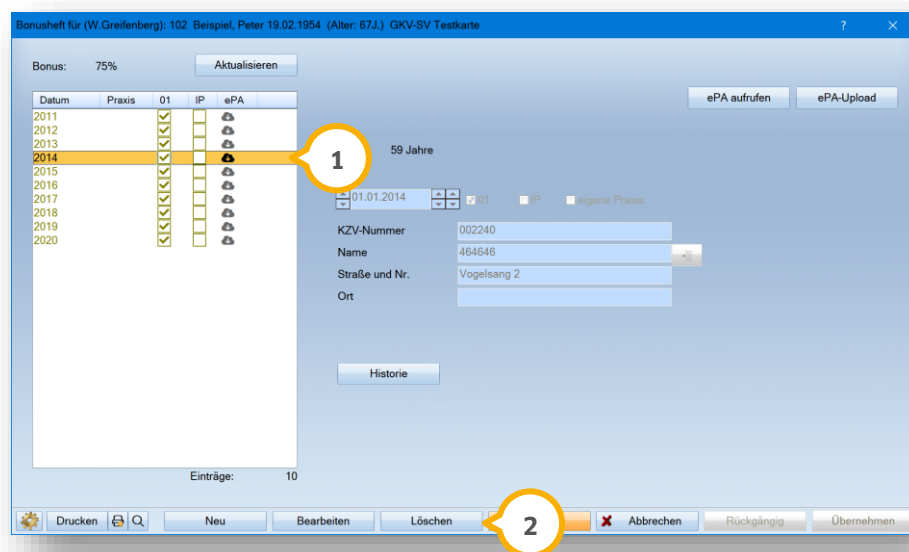 Bonusheft für (W.Greifenberg): 102 Beispiel, Peter 19.02.1954 (Alter: 67J.) GKV-SV Testkarte ?
Bonus: 75% Aktualisieren
ePA aufrufen ePA-Upload
Datum Praxis 01 IP ePA
2011
2012
2013
2014
2015
2016
2017
2018
2019
2020
1
59 Jahre
01.01.2014 01 IP eigene Praxis
KZV-Nummer 002240
Name 464646
Straße und Nr. Vogelsang 2
Ort
Historie
Einträge: 10
Drucken Neu Bearbeiten Löschen 2 Abbrechen Rückgängig Übernehmen